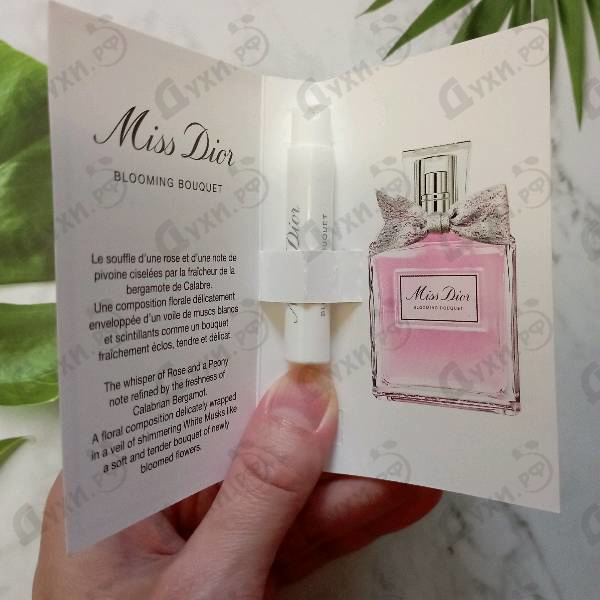 Miss Dior
BLOOMING BOUQUET
Le souffle d'une rose et d'une note de
pivoine ciselées par la fraîcheur de la
bergamote de Calabre.
Une composition florale délicatement
enveloppée d'un voile de muscs blancs
et scintillants comme un bouquet
fraîchement éclos, tendre et délicat.
The whisper of Rose and a Peony
note refined by the freshness of
Calabrian Bergamot.
A floral composition delicately wrapped
in a veil of shimmering White Musks like
a soft and tender bouquet of newly
bloomed flowers.
Dior
BOUQUET
Miss Dior
BLOOMING BOUQUET
Духи.рф